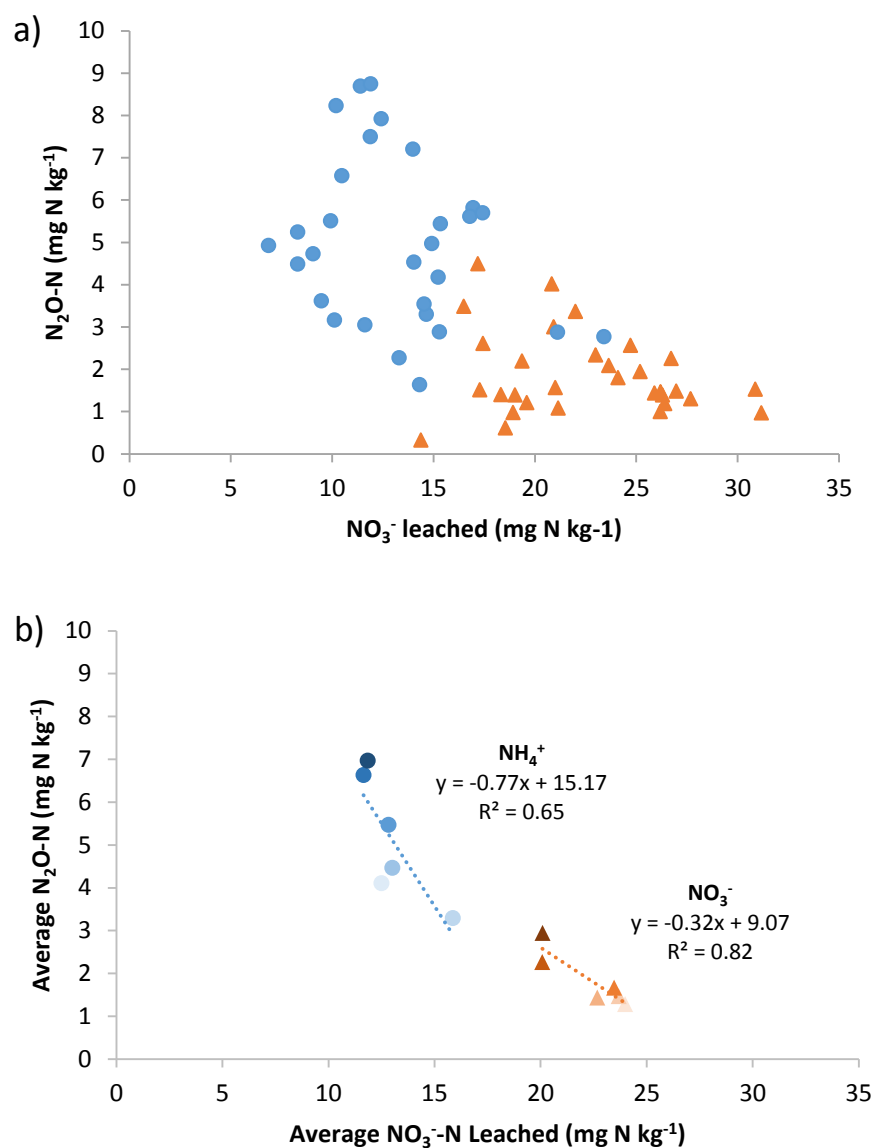 a)
10
9
8
7
6
5
4
3
2
1
0
N₂O-N (mg N kg⁻¹)
0 5 10 15 20 25 30 35
NO₃⁻ leached (mg N kg-1)
b)
10
9
8
7
6
5
4
3
2
1
0
Average N₂O-N (mg N kg⁻¹)
NH₄⁺
y = -0.77x + 15.17
R² = 0.65
NO₃⁻
y = -0.32x + 9.07
R² = 0.82
0 5 10 15 20 25 30 35
Average NO₃⁻-N Leached (mg N kg⁻¹)